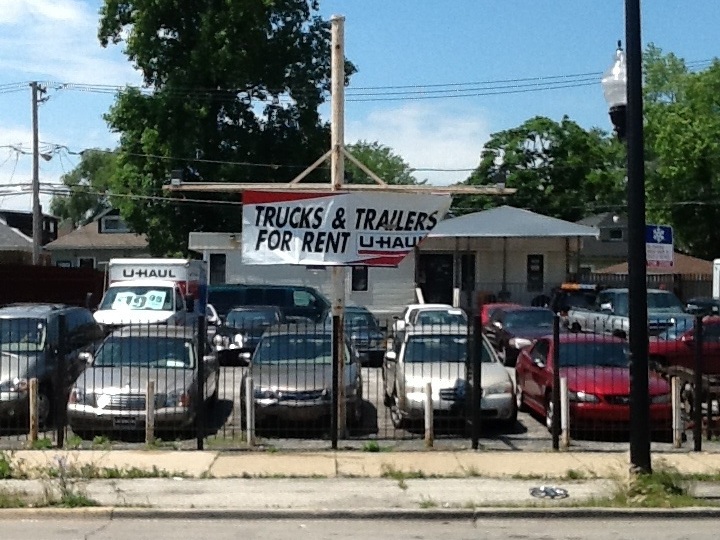 TRUCKS & TRAILERS
FOR RENT U-HAUL
U-HAUL
$19.95